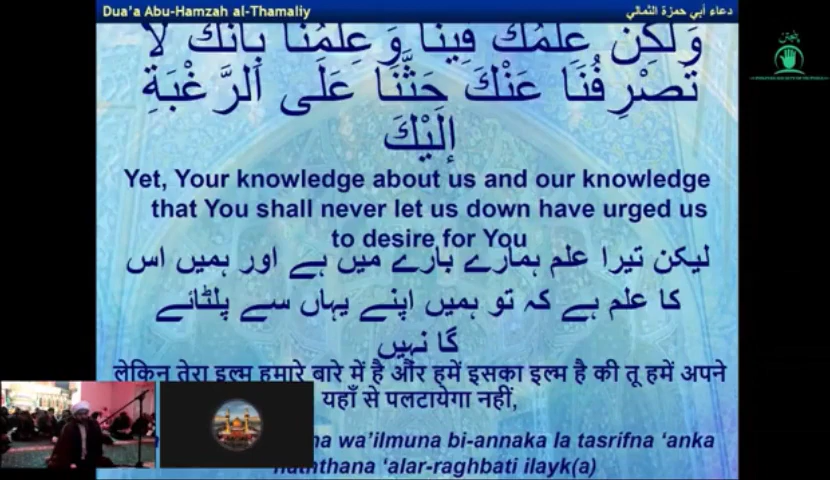 Dua'a Abu-Hamzah al-Thamaliy
دعاء أبي حمزة الثمالي
وَلَكِن عِلْمُكَ فِينَا وَعِلْمُنَا بِأَنَّكَ لَا
تَصْرِفُنَا عَنْكَ حَثَّنَا عَلَى الرَّغْبَةِ
إِلَيْكَ
Yet, Your knowledge about us and our knowledge
that You shall never let us down have urged us
to desire for You
لیکن تیرا علم ہمارے بارے میں ہے اور ہمیں اس
کا علم ہے کہ تو ہمیں اپنے یہاں سے پلٹائے
گا نہیں
लेकिन तेरा इल्म हमारे बारे में है और हमें इसका इल्म है की तू हमें अपने
यहाँ से पलटायेगा नहीं,
wa'ilmuna bi-annaka la tasrifna 'anka
'alar-raghbati ilayk(a)